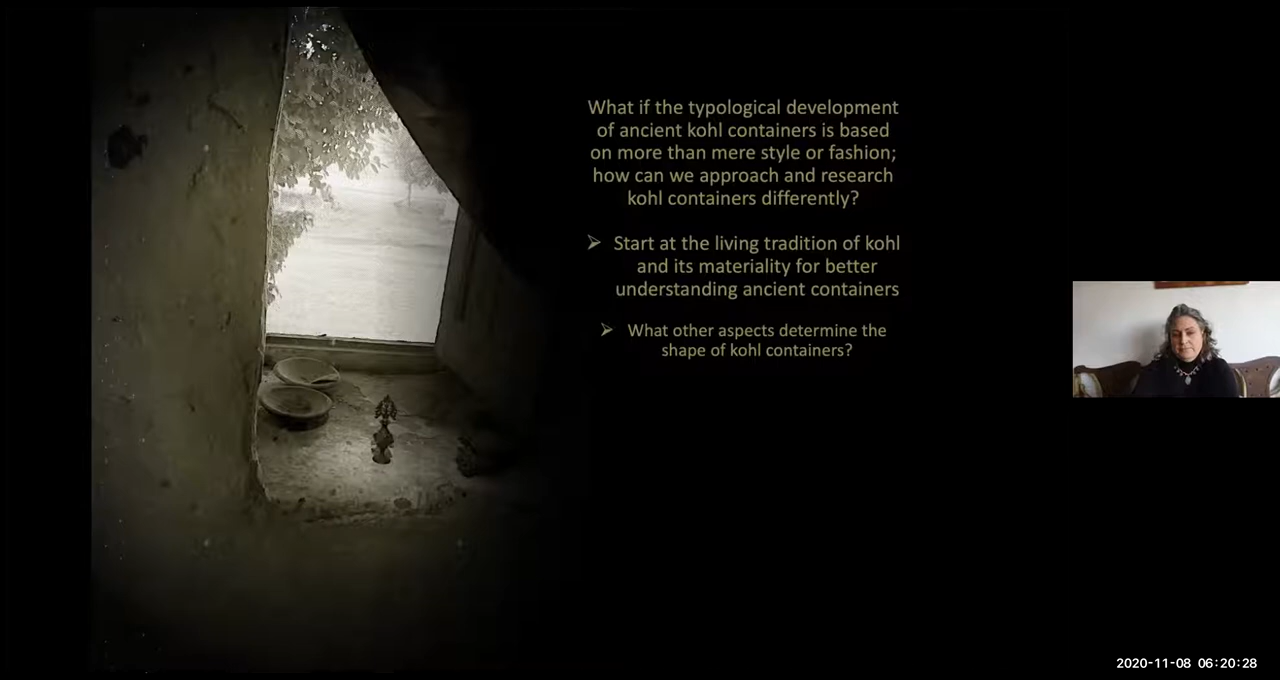 What if the typological development
of ancient kohl containers is based
on more than mere style or fashion;
how can we approach and research
kohl containers differently?
➢ Start at the living tradition of kohl
and its materiality for better
understanding ancient containers
➢ What other aspects determine the
shape of kohl containers?
2020-11-08 06:20:28